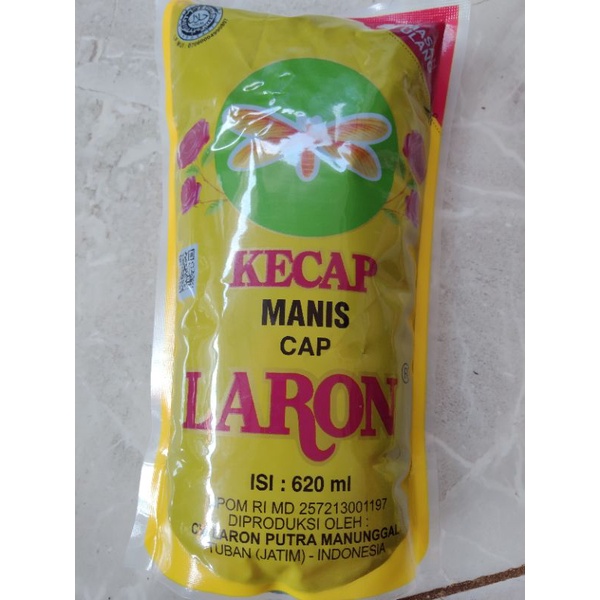 KECAP
MANIS
CAP
LARON®
ISI : 620 ml
POM RI MD 257213001197
DIPRODUKSI OLEH :
CV LARON PUTRA MANUNGGAL
TUBAN (JATIM) - INDONESIA